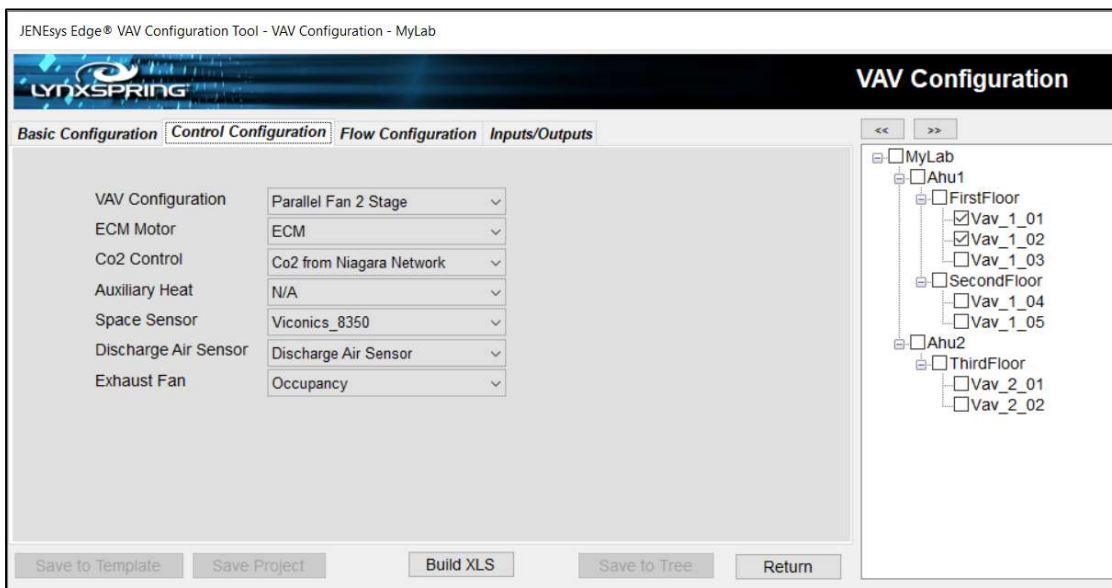 JENEsys Edge® VAV Configuration Tool - VAV Configuration - MyLab
LYNXSPRING
VAV Configuration
Basic Configuration Control Configuration Flow Configuration Inputs/Outputs
VAV Configuration Parallel Fan 2 Stage
ECM Motor ECM
Co2 Control Co2 from Niagara Network
Auxiliary Heat N/A
Space Sensor Viconics_8350
Discharge Air Sensor Discharge Air Sensor
Exhaust Fan Occupancy
Save to Template Save Project Build XLS Save to Tree Return
<< >>
MyLab
Ahu1
FirstFloor
Vav_1_01
Vav_1_02
Vav_1_03
SecondFloor
Vav_1_04
Vav_1_05
Ahu2
ThirdFloor
Vav_2_01
Vav_2_02